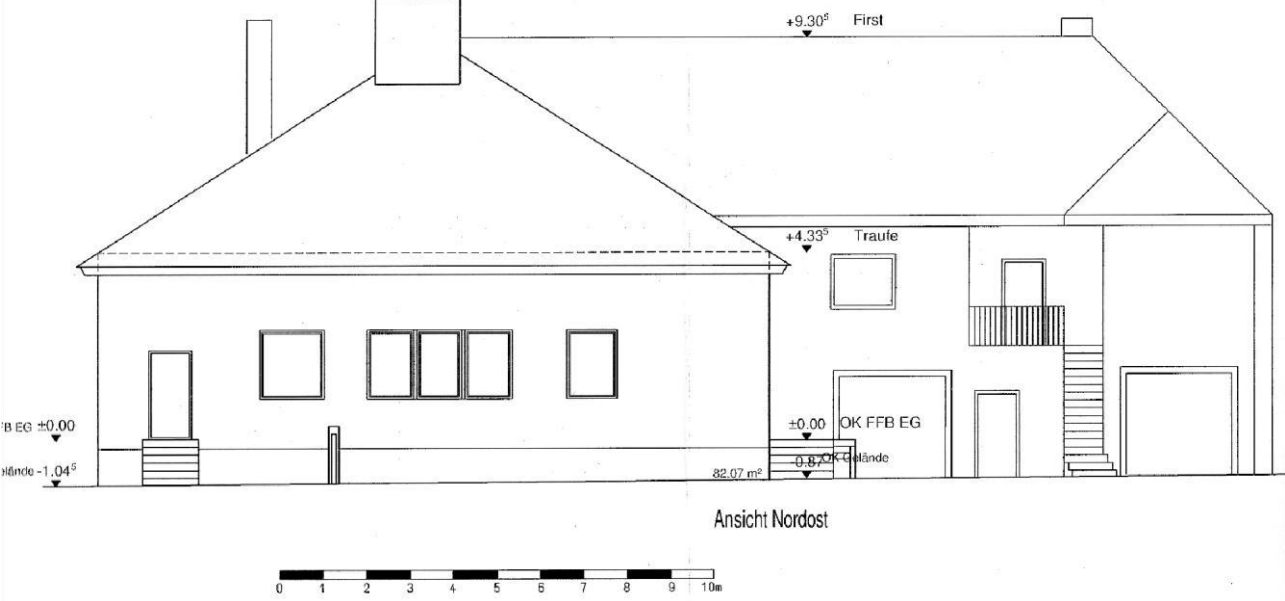 +9.30⁵ First
+4.33⁵ Traufe
FB EG ±0.00
±0.00 OK FFB EG
elände -1.04⁵
-0.87 OK Gelände
82.07 m²
Ansicht Nordost
0 1 2 3 4 5 6 7 8 9 10m